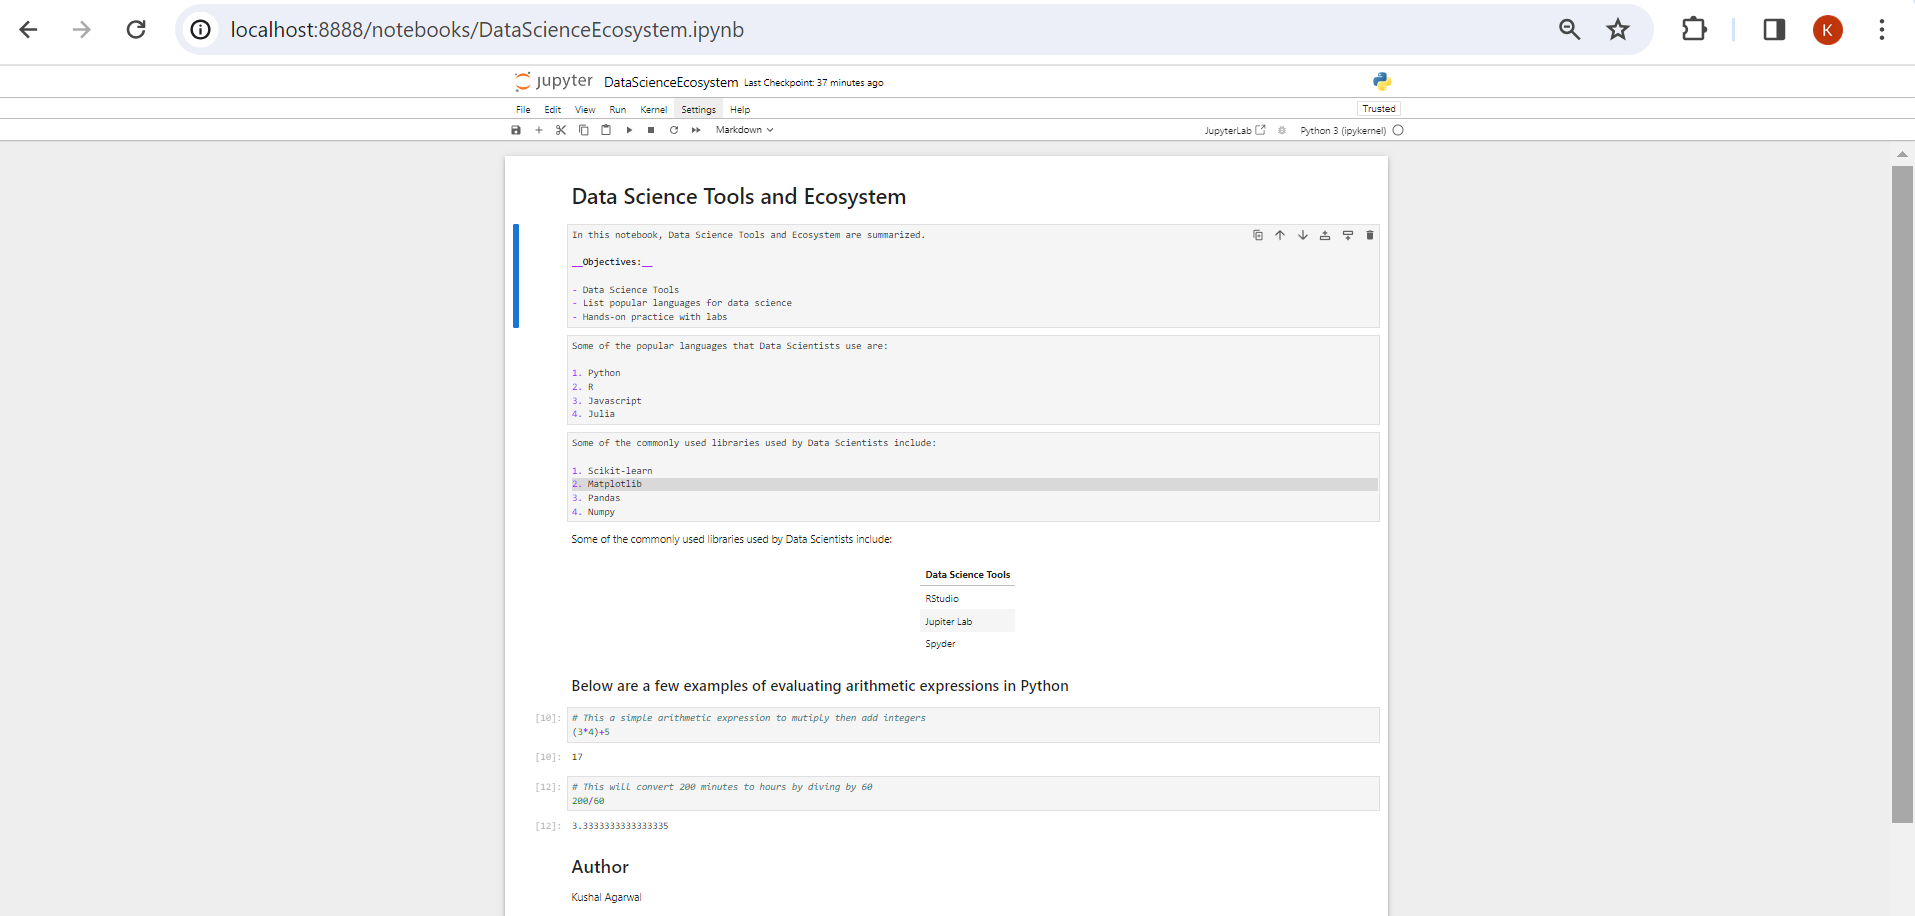 localhost:8888/notebooks/DataScienceEcosystem.ipynb
K
jupyter DataScienceEcosystem Last Checkpoint: 37 minutes ago
File Edit View Run Kernel Settings Help
Trusted
Markdown
JupyterLab
Python 3 (ipykernel)
Data Science Tools and Ecosystem
In this notebook, Data Science Tools and Ecosystem are summarized.
__Objectives:__
- Data Science Tools
- List popular languages for data science
- Hands-on practice with labs
Some of the popular languages that Data Scientists use are:
1. Python
2. R
3. Javascript
4. Julia
Some of the commonly used libraries used by Data Scientists include:
1. Scikit-learn
2. Matplotlib
3. Pandas
4. Numpy
Some of the commonly used libraries used by Data Scientists include:
Data Science Tools
RStudio
Jupiter Lab
Spyder
Below are a few examples of evaluating arithmetic expressions in Python
[10]: # This a simple arithmetic expression to mutiply then add integers
(3*4)+5
[10]: 17
[12]: # This will convert 200 minutes to hours by diving by 60
200/60
[12]: 3.3333333333333335
Author
Kushal Agarwal